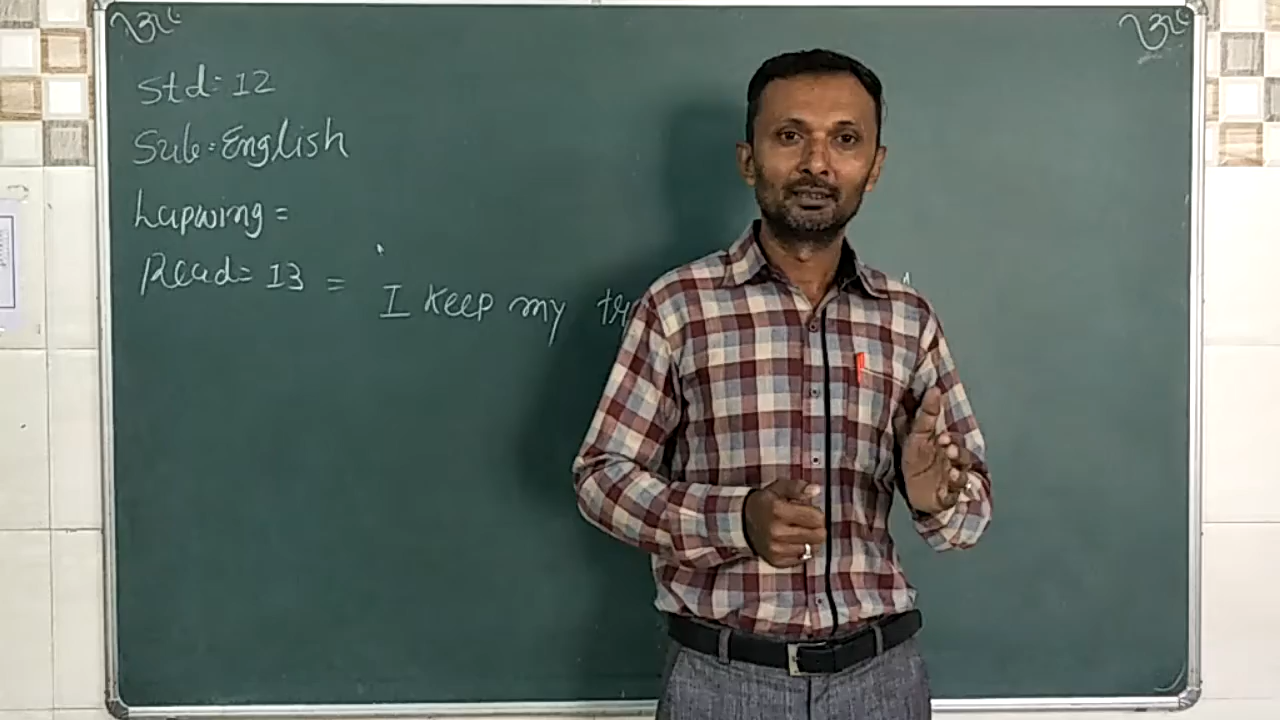 Std = 12
Sub = English
Lapwing =
Read = 13 = I keep my